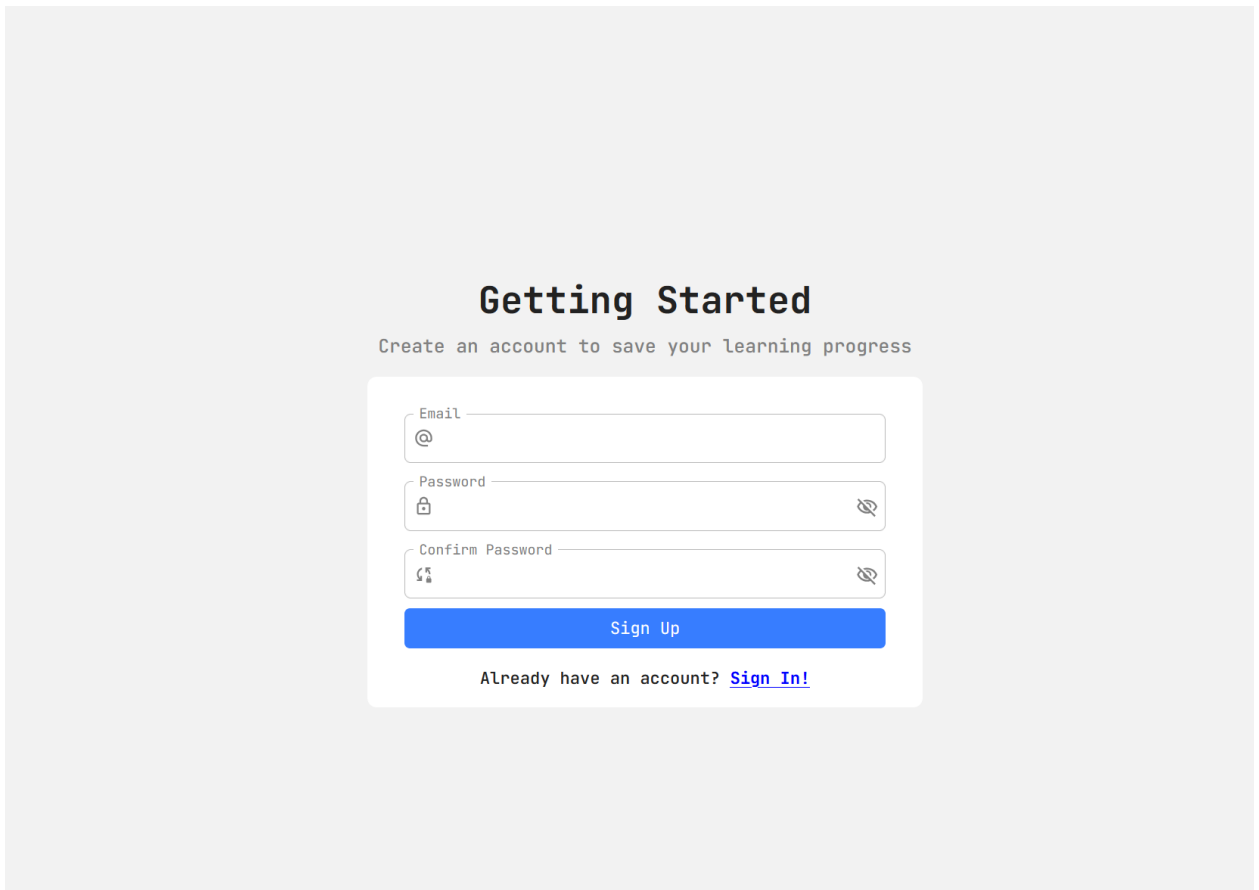 Getting Started
Create an account to save your learning progress
Email
Password
Confirm Password
Sign Up
Already have an account? Sign In!